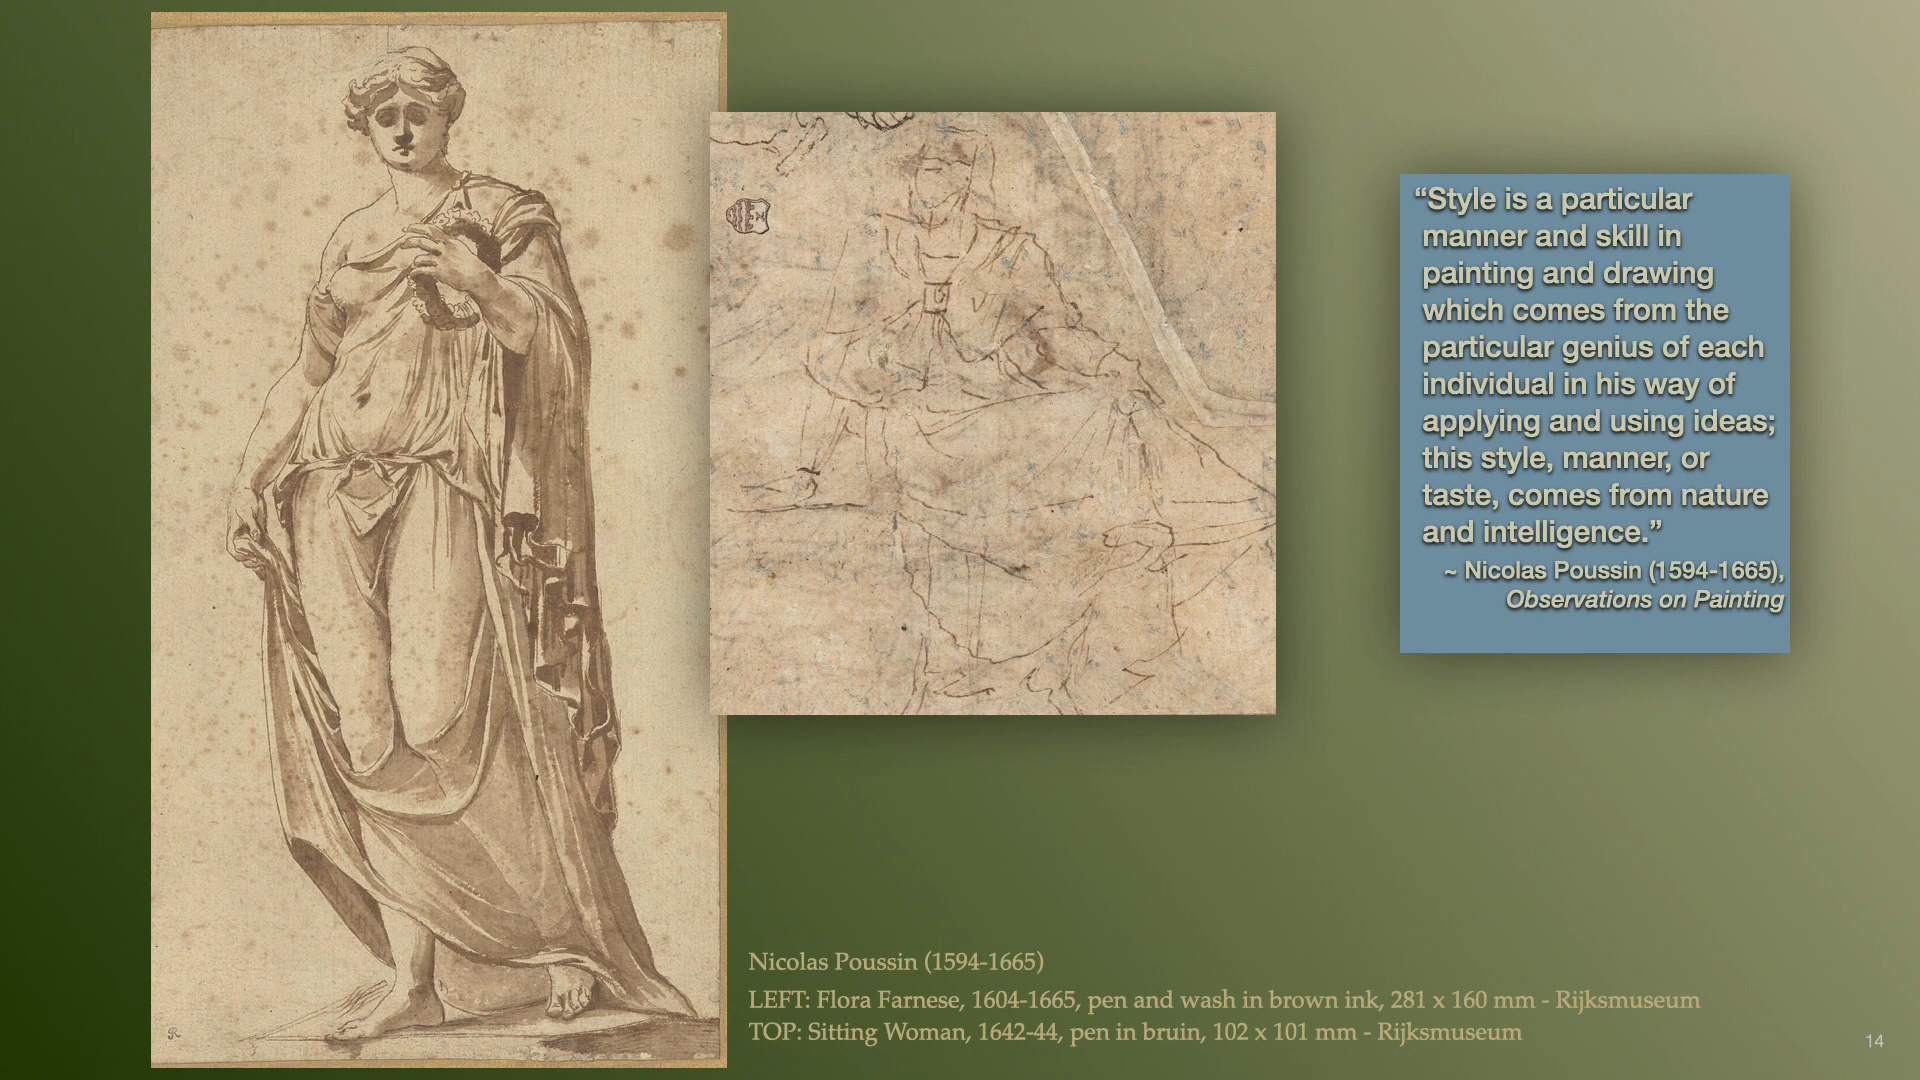 “Style is a particular
manner and skill in
painting and drawing
which comes from the
particular genius of each
individual in his way of
applying and using ideas;
this style, manner, or
taste, comes from nature
and intelligence.”
~ Nicolas Poussin (1594-1665),
Observations on Painting
Nicolas Poussin (1594-1665)
LEFT: Flora Farnese, 1604-1665, pen and wash in brown ink, 281 x 160 mm - Rijksmuseum
TOP: Sitting Woman, 1642-44, pen in bruin, 102 x 101 mm - Rijksmuseum
14